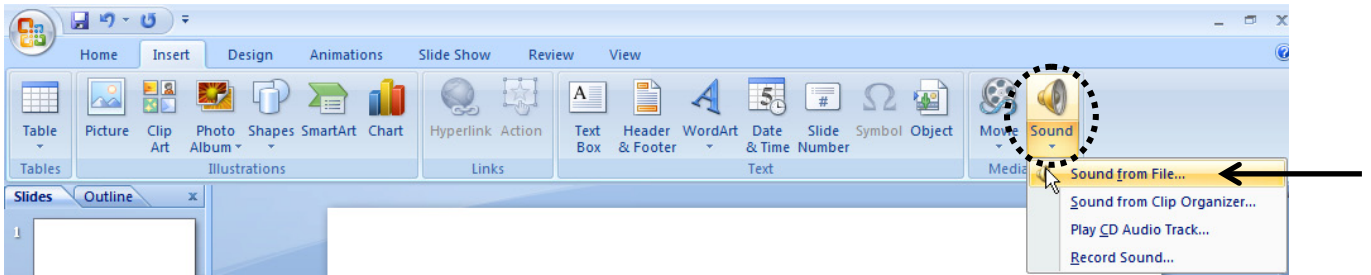 Home Insert Design Animations Slide Show Review View
Table Picture Clip Art Photo Album Shapes SmartArt Chart Hyperlink Action Text Box Header & Footer WordArt Date & Time Slide Number Symbol Object Movie Sound
Tables Illustrations Links Text Media
Slides Outline x
Sound from File...
Sound from Clip Organizer...
Play CD Audio Track...
Record Sound...
1